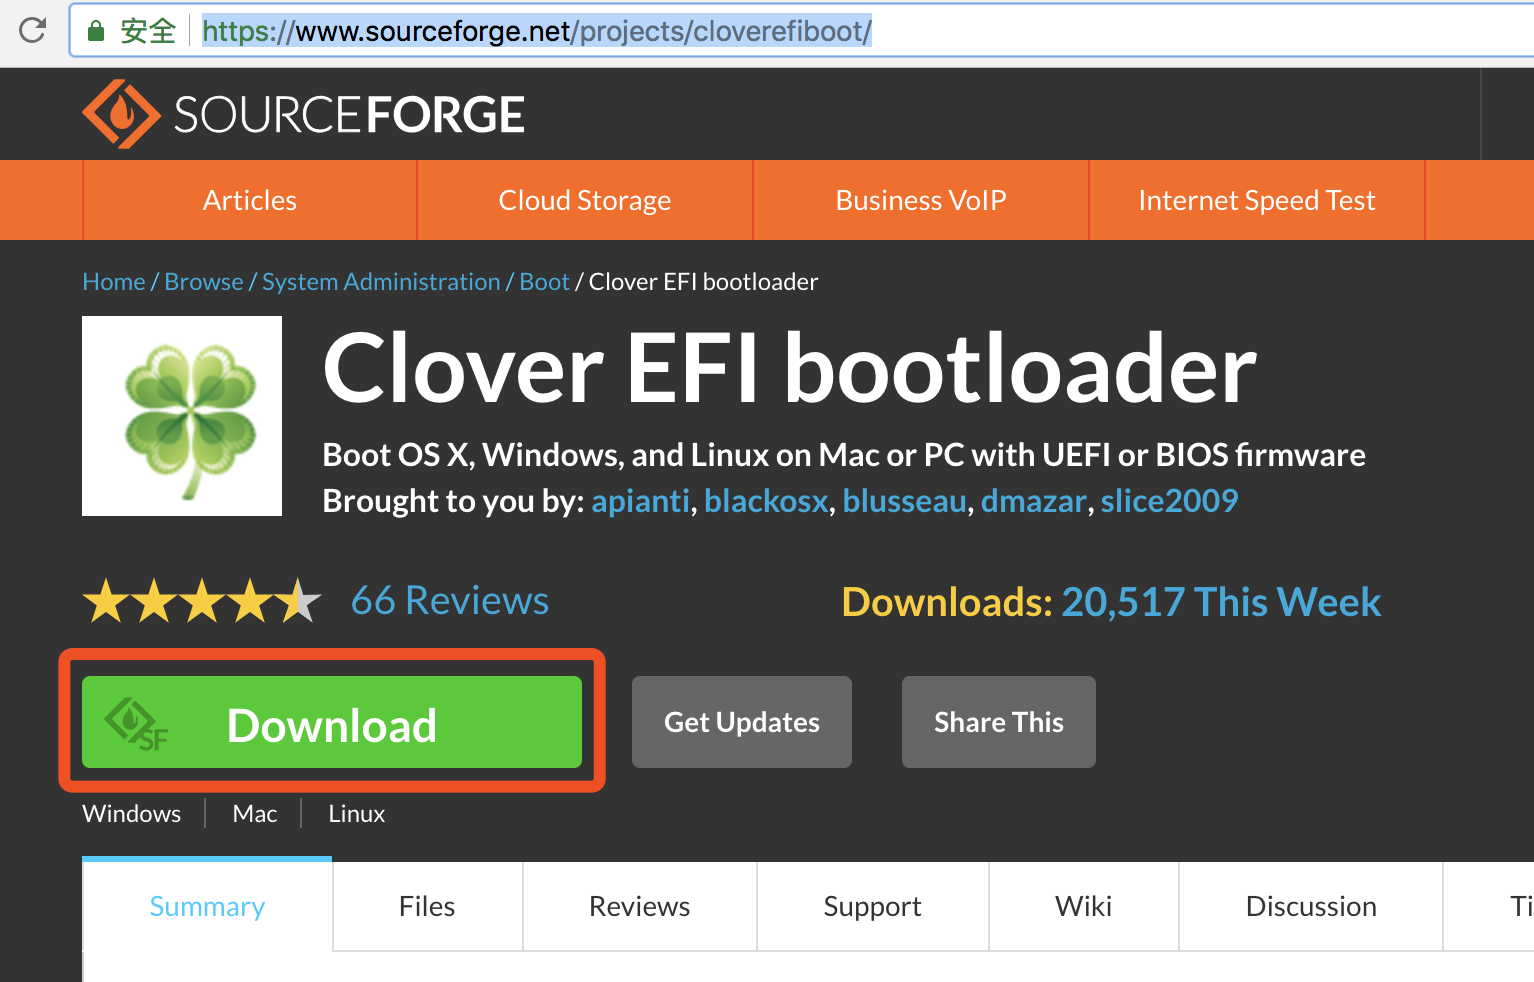 安全 https://www.sourceforge.net/projects/cloverefiboot/
SOURCEFORGE
Articles Cloud Storage Business VoIP Internet Speed Test
Home / Browse / System Administration / Boot / Clover EFI bootloader
Clover EFI bootloader
Boot OS X, Windows, and Linux on Mac or PC with UEFI or BIOS firmware
Brought to you by: apianti, blackosx, blusseau, dmazar, slice2009
66 Reviews Downloads: 20,517 This Week
SF Download Get Updates Share This
Windows Mac Linux
Summary Files Reviews Support Wiki Discussion Ti